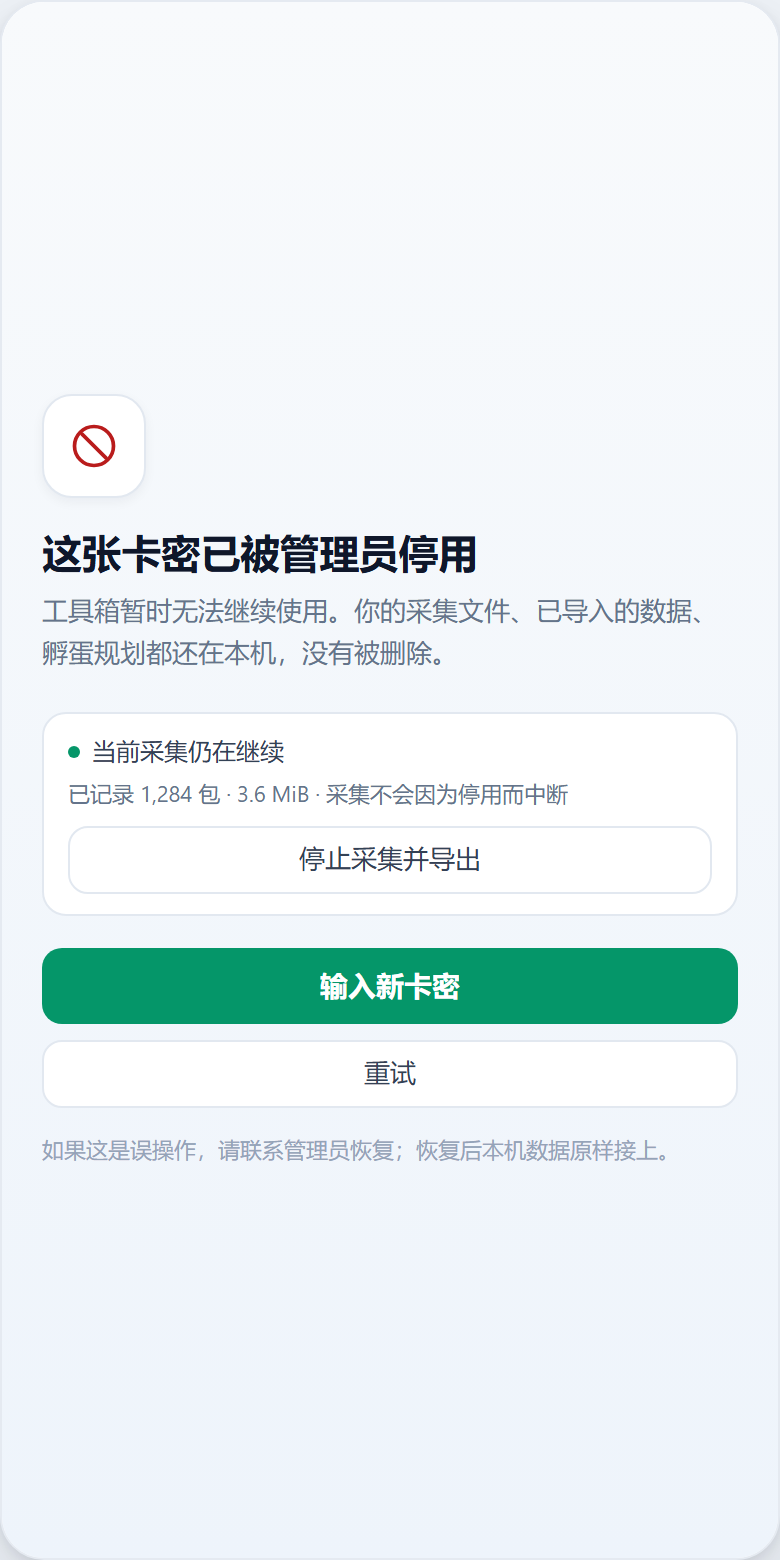 这张卡密已被管理员停用
工具箱暂时无法继续使用。你的采集文件、已导入的数据、
孵蛋规划都还在本机，没有被删除。
当前采集仍在继续
已记录 1,284 包 · 3.6 MiB · 采集不会因为停用而中断
停止采集并导出
输入新卡密
重试
如果这是误操作，请联系管理员恢复；恢复后本机数据原样接上。